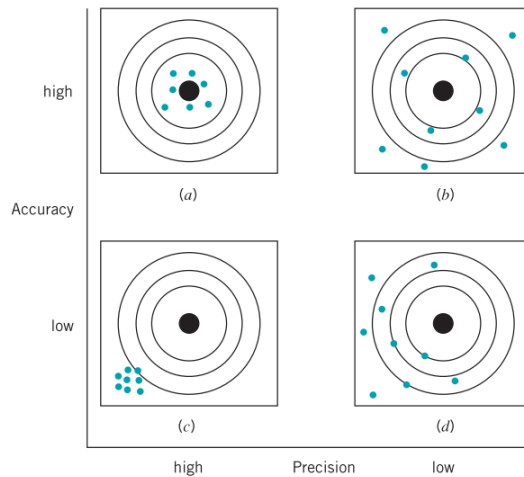 high
(a)
(b)
Accuracy
low
(c)
(d)
high Precision low